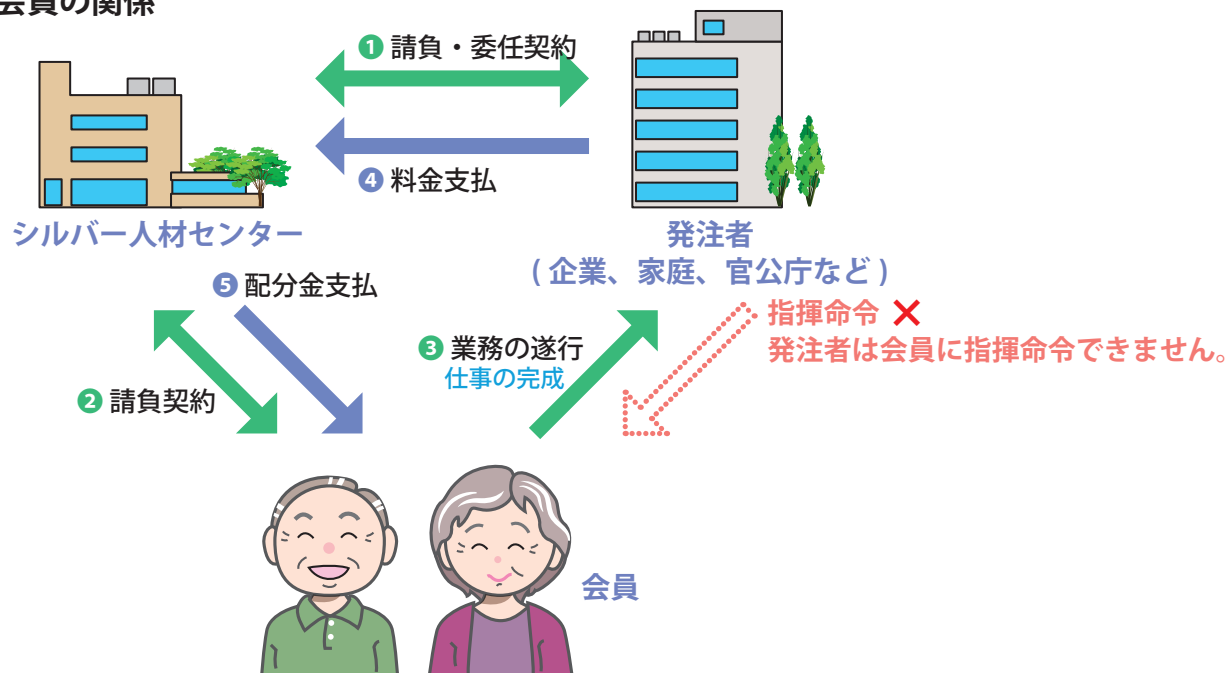 会員の関係
❶ 請負・委任契約
❹ 料金支払
シルバー人材センター
発注者
( 企業、家庭、官公庁など )
❺ 配分金支払
指揮命令 ✕
発注者は会員に指揮命令できません。
❸ 業務の遂行
仕事の完成
❷ 請負契約
会員